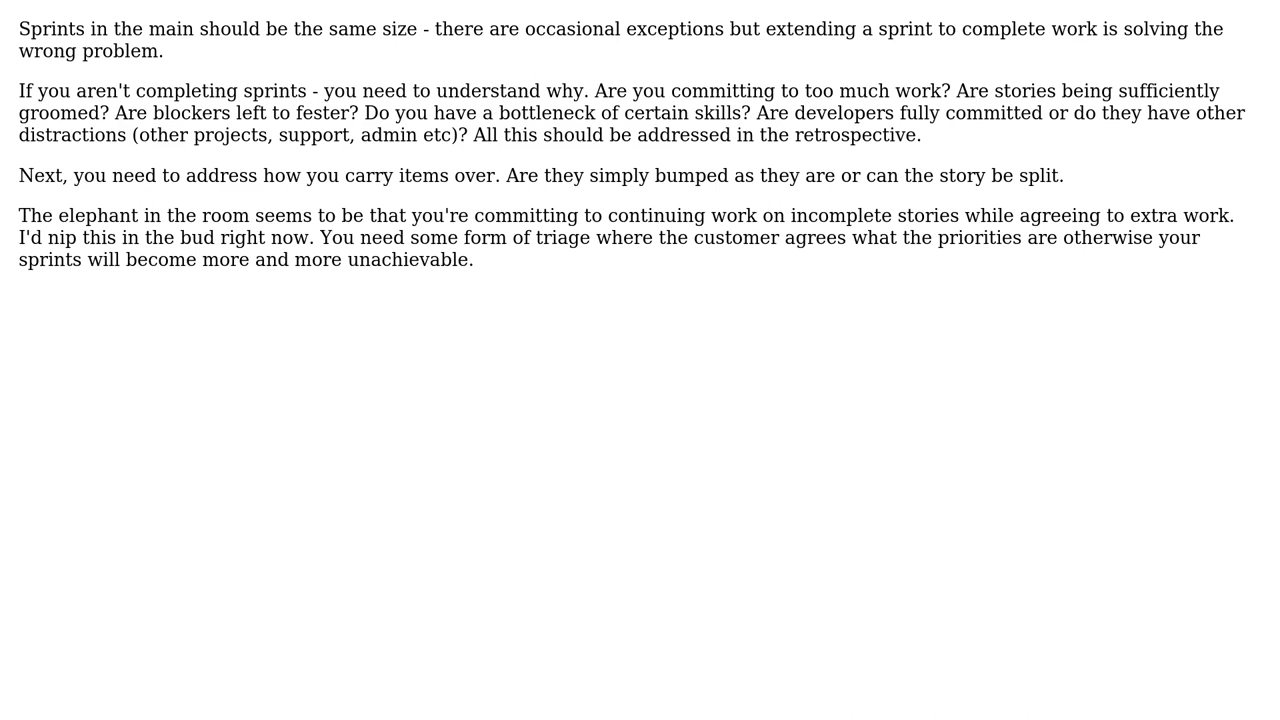 Sprints in the main should be the same size - there are occasional exceptions but extending a sprint to complete work is solving the
wrong problem.
If you aren't completing sprints - you need to understand why. Are you committing to too much work? Are stories being sufficiently
groomed? Are blockers left to fester? Do you have a bottleneck of certain skills? Are developers fully committed or do they have other
distractions (other projects, support, admin etc)? All this should be addressed in the retrospective.
Next, you need to address how you carry items over. Are they simply bumped as they are or can the story be split.
The elephant in the room seems to be that you're committing to continuing work on incomplete stories while agreeing to extra work.
I'd nip this in the bud right now. You need some form of triage where the customer agrees what the priorities are otherwise your
sprints will become more and more unachievable.